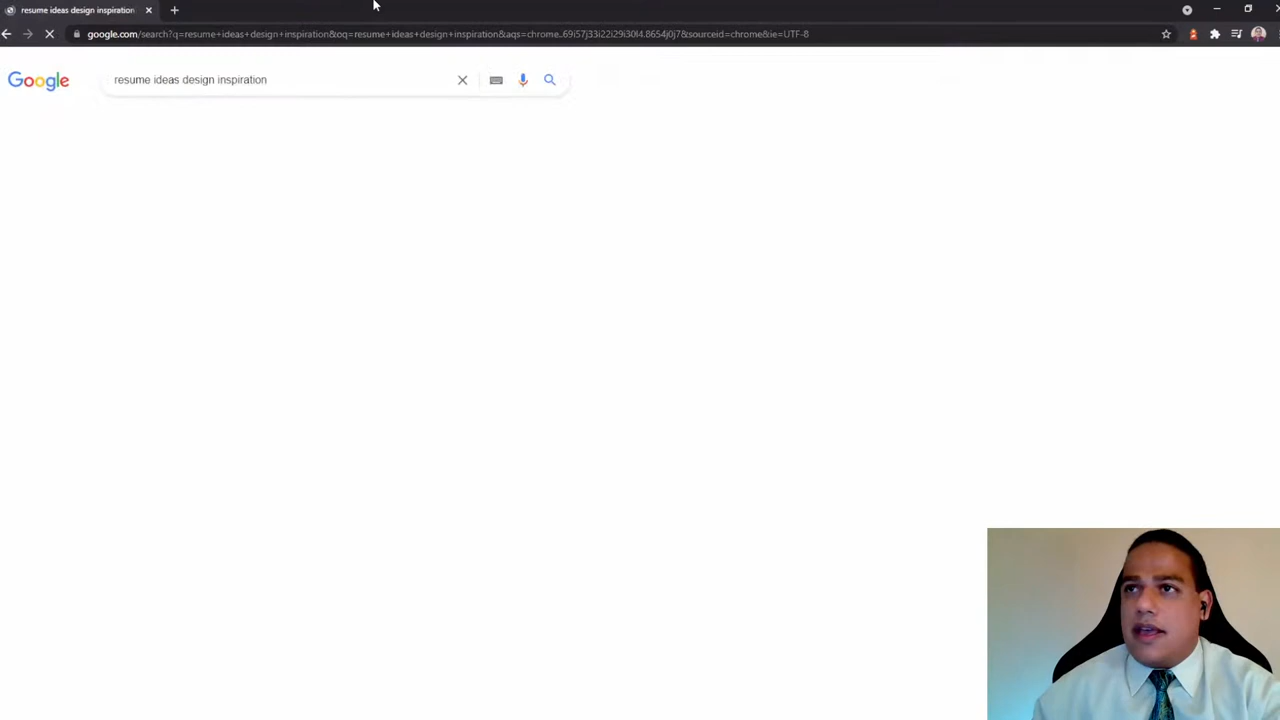 resume ideas design inspiration
google.com/search?q=resume+ideas+design+inspiration&oq=resume+ideas+design+inspiration&aqs=chrome..69i57j33i22i29i30l4.8654j0j7&sourceid=chrome&ie=UTF-8
Google
resume ideas design inspiration